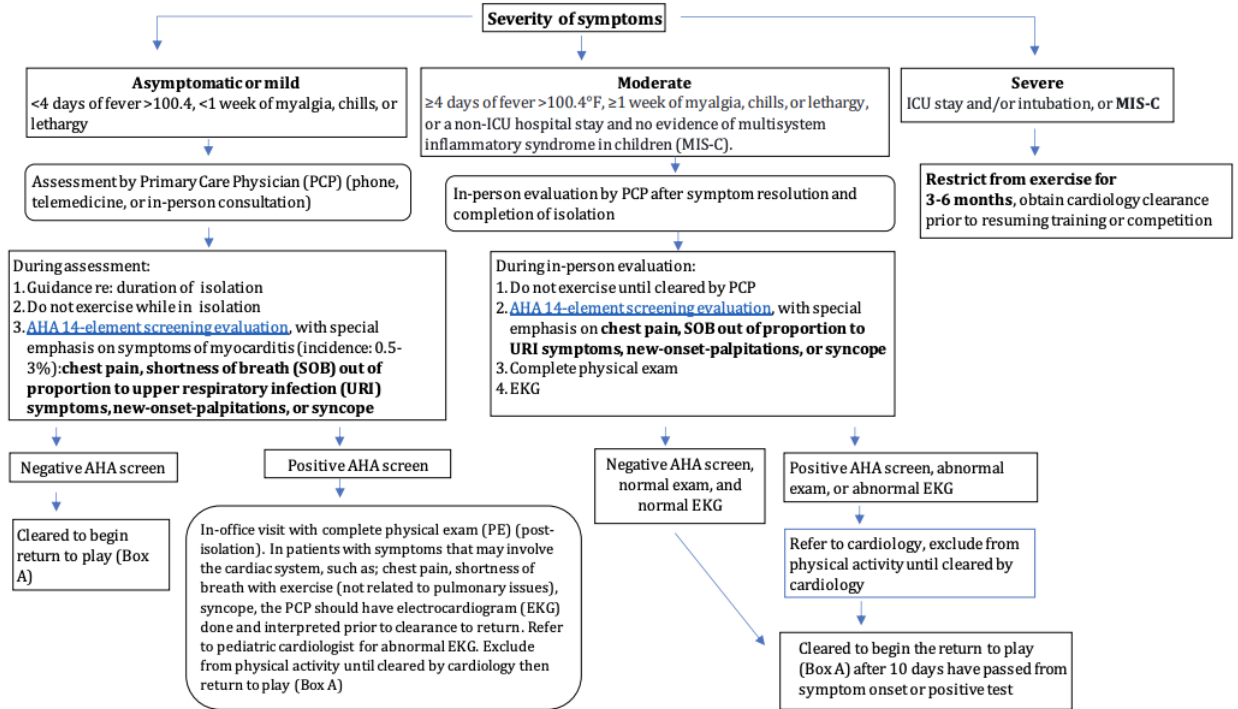 Severity of symptoms
Asymptomatic or mild
<4 days of fever >100.4, <1 week of myalgia, chills, or
lethargy
Moderate
≥4 days of fever >100.4°F, ≥1 week of myalgia, chills, or lethargy,
or a non-ICU hospital stay and no evidence of multisystem
inflammatory syndrome in children (MIS-C).
Severe
ICU stay and/or intubation, or MIS-C
Assessment by Primary Care Physician (PCP) (phone,
telemedicine, or in-person consultation)
In-person evaluation by PCP after symptom resolution and
completion of isolation
Restrict from exercise for
3-6 months, obtain cardiology clearance
prior to resuming training or competition
During assessment:
1. Guidance re: duration of isolation
2. Do not exercise while in isolation
3. AHA 14-element screening evaluation, with special
emphasis on symptoms of myocarditis (incidence: 0.5-
3%):chest pain, shortness of breath (SOB) out of
proportion to upper respiratory infection (URI)
symptoms, new-onset-palpitations, or syncope
During in-person evaluation:
1. Do not exercise until cleared by PCP
2. AHA 14-element screening evaluation, with special
emphasis on chest pain, SOB out of proportion to
URI symptoms, new-onset-palpitations, or syncope
3. Complete physical exam
4. EKG
Negative AHA screen
Positive AHA screen
Negative AHA screen,
normal exam, and
normal EKG
Positive AHA screen, abnormal
exam, or abnormal EKG
Cleared to begin
return to play (Box
A)
In-office visit with complete physical exam (PE) (post-
isolation). In patients with symptoms that may involve
the cardiac system, such as; chest pain, shortness of
breath with exercise (not related to pulmonary issues),
syncope, the PCP should have electrocardiogram (EKG)
done and interpreted prior to clearance to return. Refer
to pediatric cardiologist for abnormal EKG. Exclude
from physical activity until cleared by cardiology then
return to play (Box A)
Refer to cardiology, exclude from
physical activity until cleared by
cardiology
Cleared to begin the return to play
(Box A) after 10 days have passed from
symptom onset or positive test